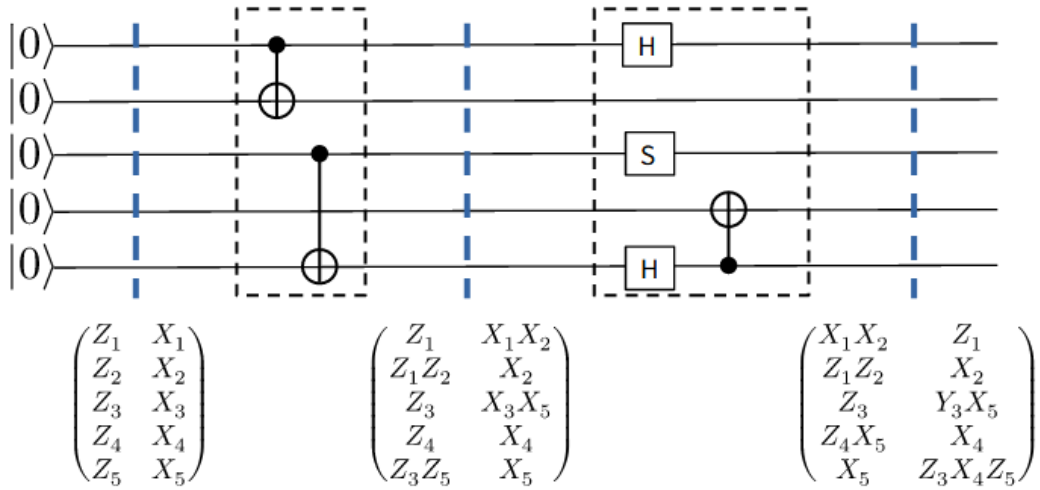 |0⟩ H
|0⟩
|0⟩ S
|0⟩
|0⟩ H
Z₁ X₁ Z₁ X₁X₂ X₁X₂ Z₁
Z₂ X₂ Z₁Z₂ X₂ Z₁Z₂ X₂
Z₃ X₃ Z₃ X₃X₅ Z₃ Y₃X₅
Z₄ X₄ Z₄ X₄ Z₄X₅ X₄
Z₅ X₅ Z₃Z₅ X₅ X₅ Z₃X₄Z₅